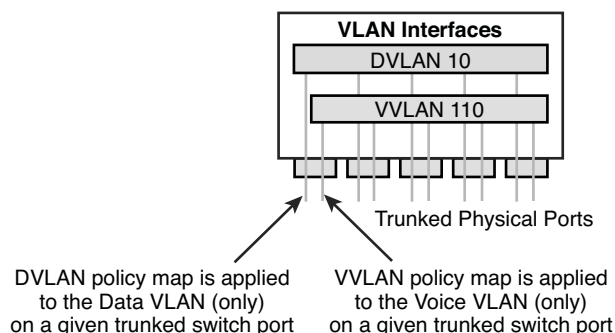 VLAN Interfaces
DVLAN 10
VVLAN 110
Trunked Physical Ports
DVLAN policy map is applied
to the Data VLAN (only)
on a given trunked switch port
VVLAN policy map is applied
to the Voice VLAN (only)
on a given trunked switch port